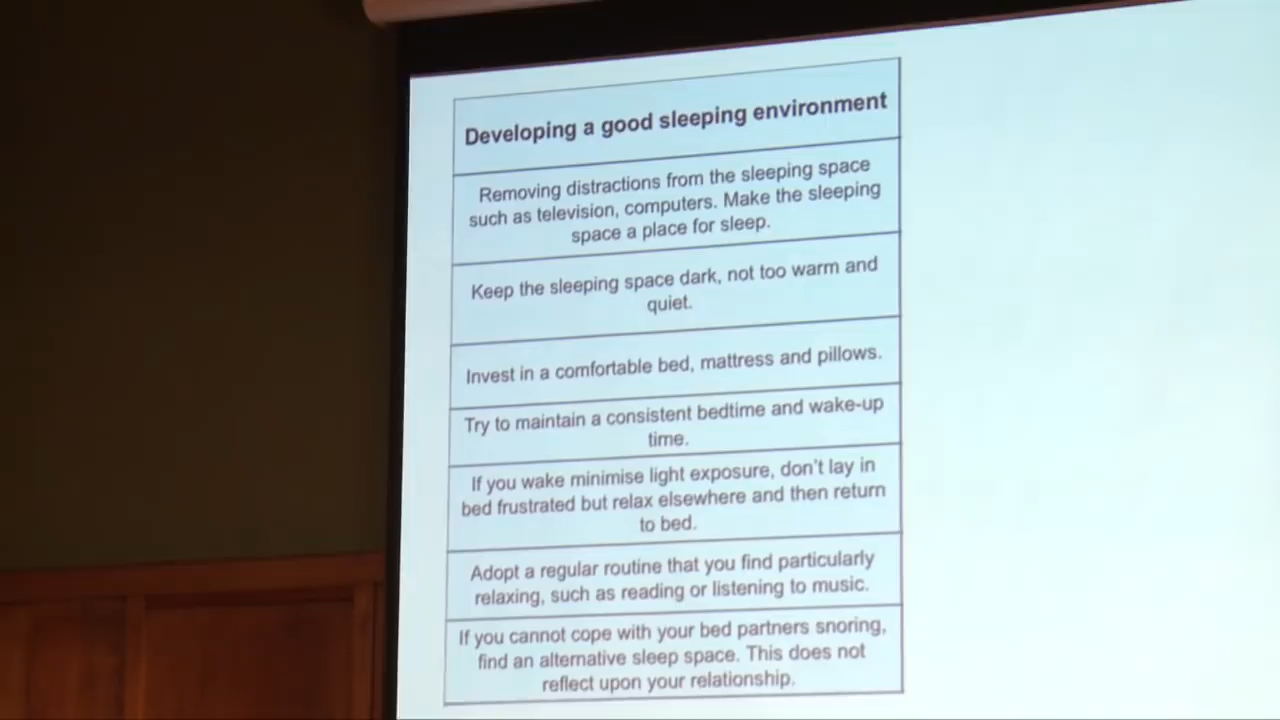 Developing a good sleeping environment
Removing distractions from the sleeping space
such as television, computers. Make the sleeping
space a place for sleep.
Keep the sleeping space dark, not too warm and
quiet.
Invest in a comfortable bed, mattress and pillows.
Try to maintain a consistent bedtime and wake-up
time.
If you wake minimise light exposure, don't lay in
bed frustrated but relax elsewhere and then return
to bed.
Adopt a regular routine that you find particularly
relaxing, such as reading or listening to music.
If you cannot cope with your bed partners snoring,
find an alternative sleep space. This does not
reflect upon your relationship.